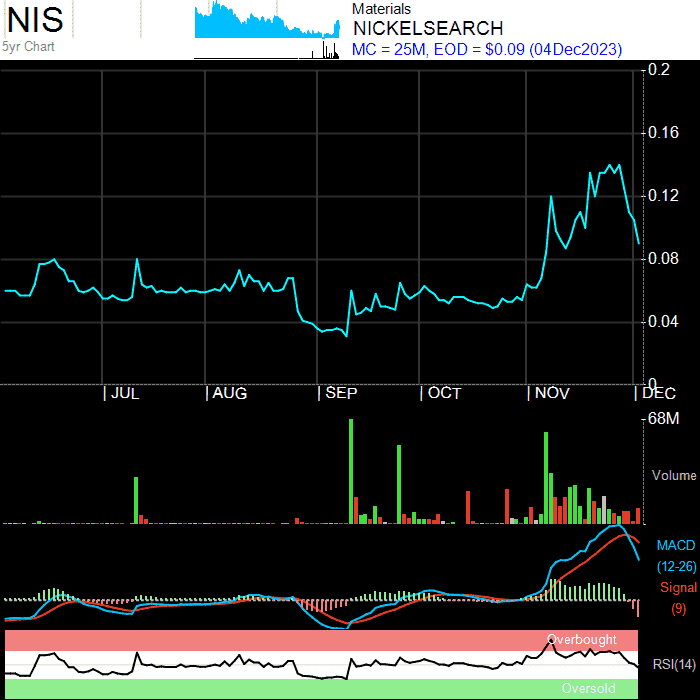 NIS
5yr Chart
Materials
NICKELSEARCH
MC = 25M, EOD = $0.09 (04Dec2023)
0.2
0.16
0.12
0.08
0.04
0
JUL AUG SEP OCT NOV DEC
68M
Volume
MACD
(12-26)
Signal
(9)
Overbought
RSI(14)
Oversold